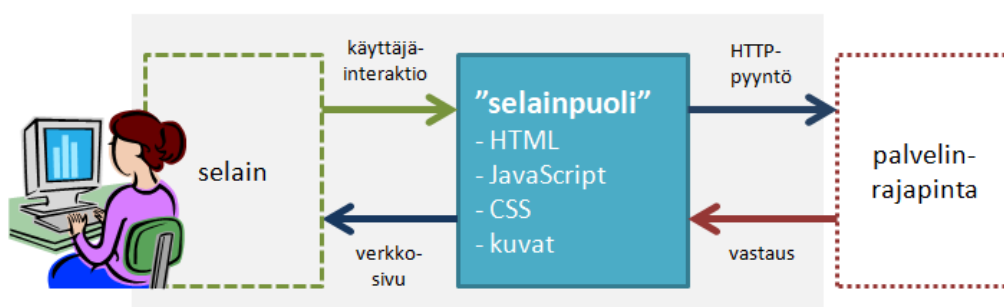 selain
käyttäjä-
interaktio
verkko-
sivu
”selainpuoli”
- HTML
- JavaScript
- CSS
- kuvat
HTTP-
pyyntö
vastaus
palvelin-
rajapinta